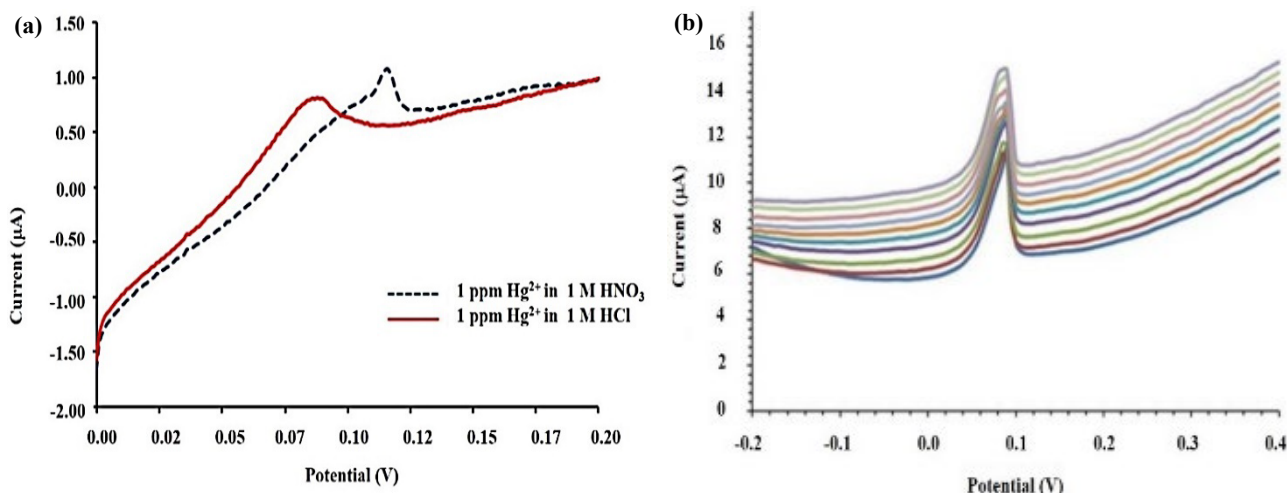 (a)
Current (µA)
1.50
1.00
0.50
0.00
-0.50
-1.00
-1.50
-2.00
1 ppm Hg²⁺ in 1 M HNO₃
1 ppm Hg²⁺ in 1 M HCl
0.00 0.02 0.05 0.07 0.10 0.12 0.15 0.17 0.20
Potential (V)
(b)
Current (µA)
16
14
12
10
8
6
4
2
0
-0.2 -0.1 0.0 0.1 0.2 0.3 0.4
Potential (V)